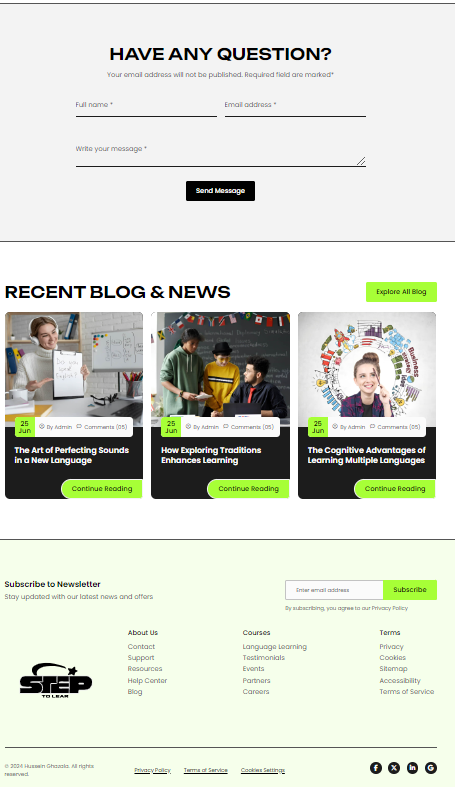 HAVE ANY QUESTION?
Your email address will not be published. Required field are marked*
Full name *
Email address *
Write your message *
Send Message
RECENT BLOG & NEWS
Explore All Blog
25
Jun
By Admin
Comments (05)
The Art of Perfecting Sounds
in a New Language
Continue Reading
25
Jun
By Admin
Comments (05)
How Exploring Traditions
Enhances Learning
Continue Reading
Business
25
Jun
By Admin
Comments (05)
The Cognitive Advantages of
Learning Multiple Languages
Continue Reading
Subscribe to Newsletter
Stay updated with our latest news and offers
Enter email address
Subscribe
By subscribing, you agree to our Privacy Policy
STEP
TO LEAR
About Us
Contact
Support
Resources
Help Center
Blog
Courses
Language Learning
Testimonials
Events
Partners
Careers
Terms
Privacy
Cookies
Sitemap
Accessibility
Terms of Service
© 2024 Hussein Ghazala. All rights
reserved.
Privacy Policy
Terms of Service
Cookies Settings